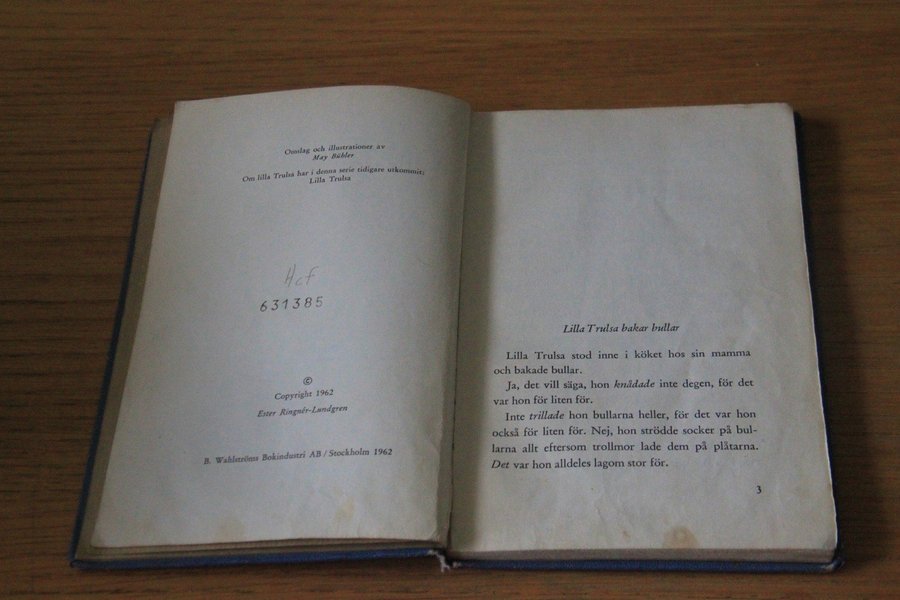 Omslag och illustrationer av
May Bühler
Om lilla Trulsa har i denna serie tidigare utkommit:
Lilla Trulsa
HcF
631385
©
Copyright 1962
Ester Ringnér-Lundgren
B. Wahlströms Bokindustri AB / Stockholm 1962
Lilla Trulsa bakar bullar
Lilla Trulsa stod inne i köket hos sin mamma
och bakade bullar.
Ja, det vill säga, hon knådade inte degen, för det
var hon för liten för.
Inte trillade hon bullarna heller, för det var hon
också för liten för. Nej, hon strödde socker på bul-
larna allt eftersom trollmor lade dem på plåtarna.
Det var hon alldeles lagom stor för.
3